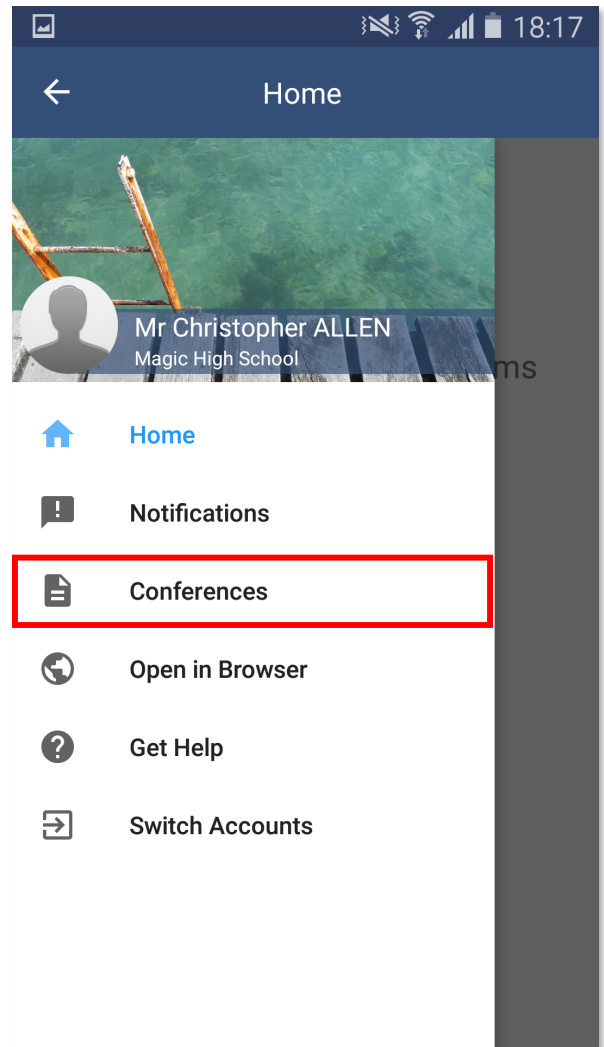 18:17
Home
Mr Christopher ALLEN
Magic High School
ms
Home
Notifications
Conferences
Open in Browser
Get Help
Switch Accounts